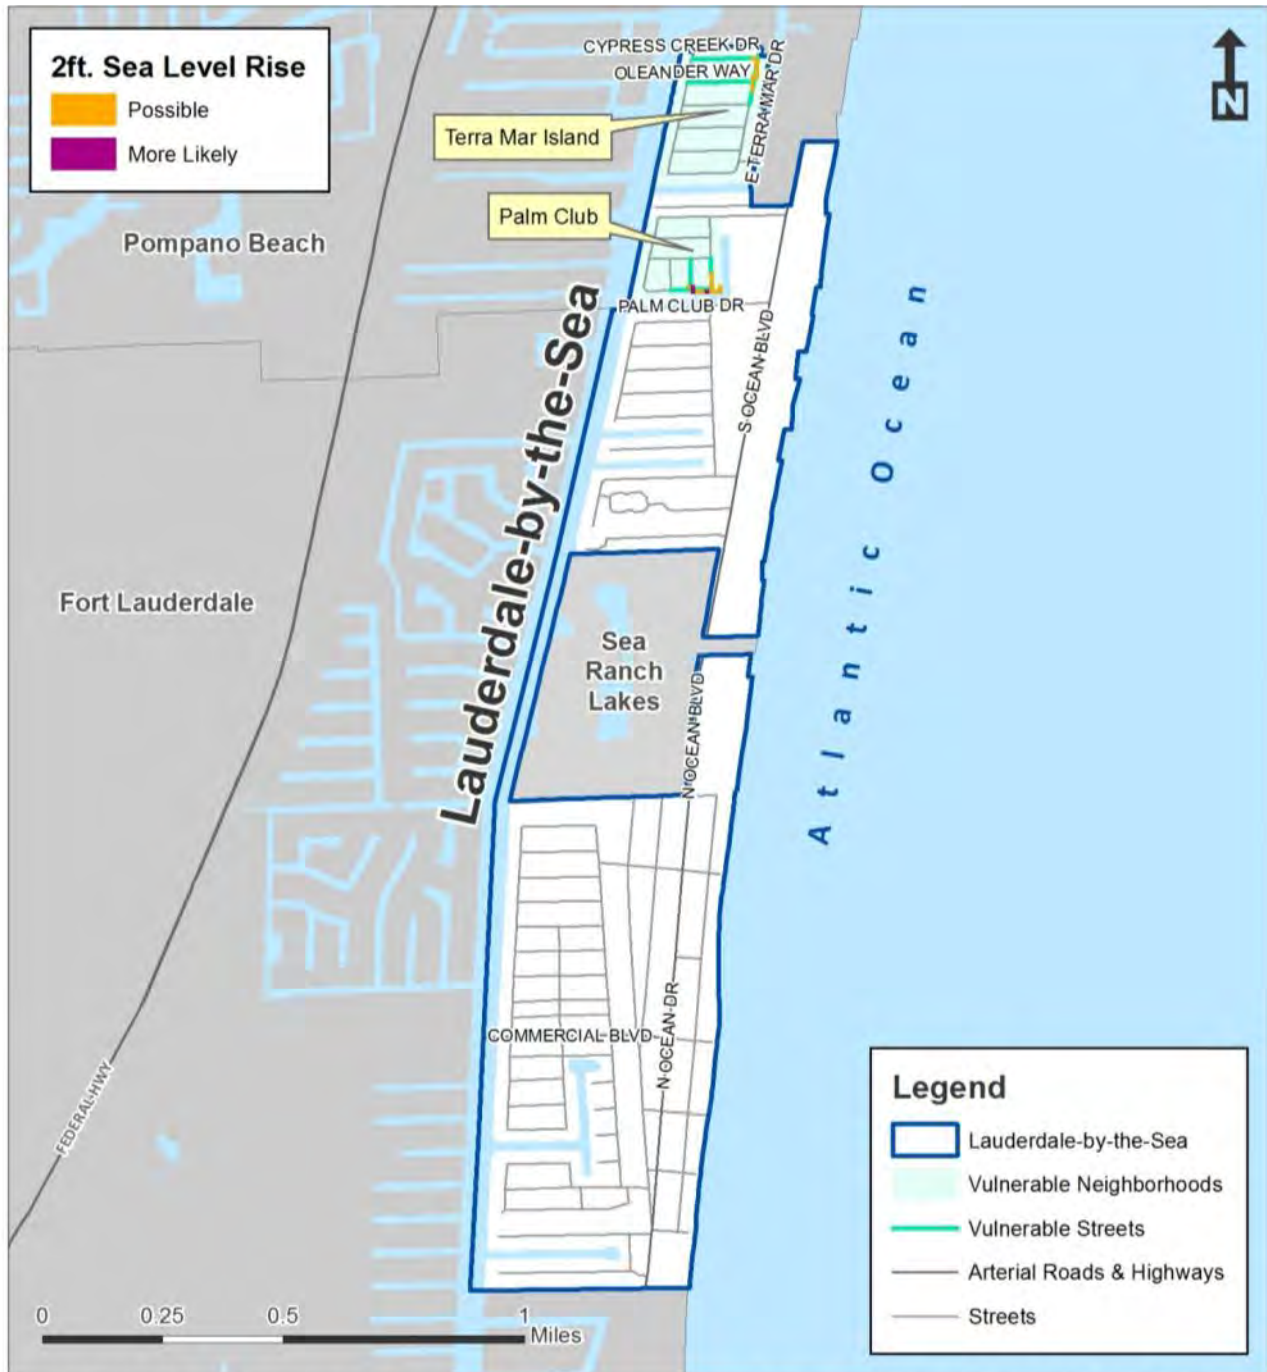 2ft. Sea Level Rise
Possible
More Likely
CYPRESS CREEK DR
OLEANDER WAY
E TERRA MAR DR
N
Terra Mar Island
Palm Club
Pompano Beach
PALM CLUB DR
S OCEAN BLVD
Lauderdale-by-the-Sea
Atlantic Ocean
Fort Lauderdale
Sea
Ranch
Lakes
N OCEAN BLVD
COMMERCIAL BLVD
N OCEAN DR
FEDERAL HWY
Legend
Lauderdale-by-the-Sea
Vulnerable Neighborhoods
Vulnerable Streets
Arterial Roads & Highways
Streets
0 0.25 0.5 1
Miles